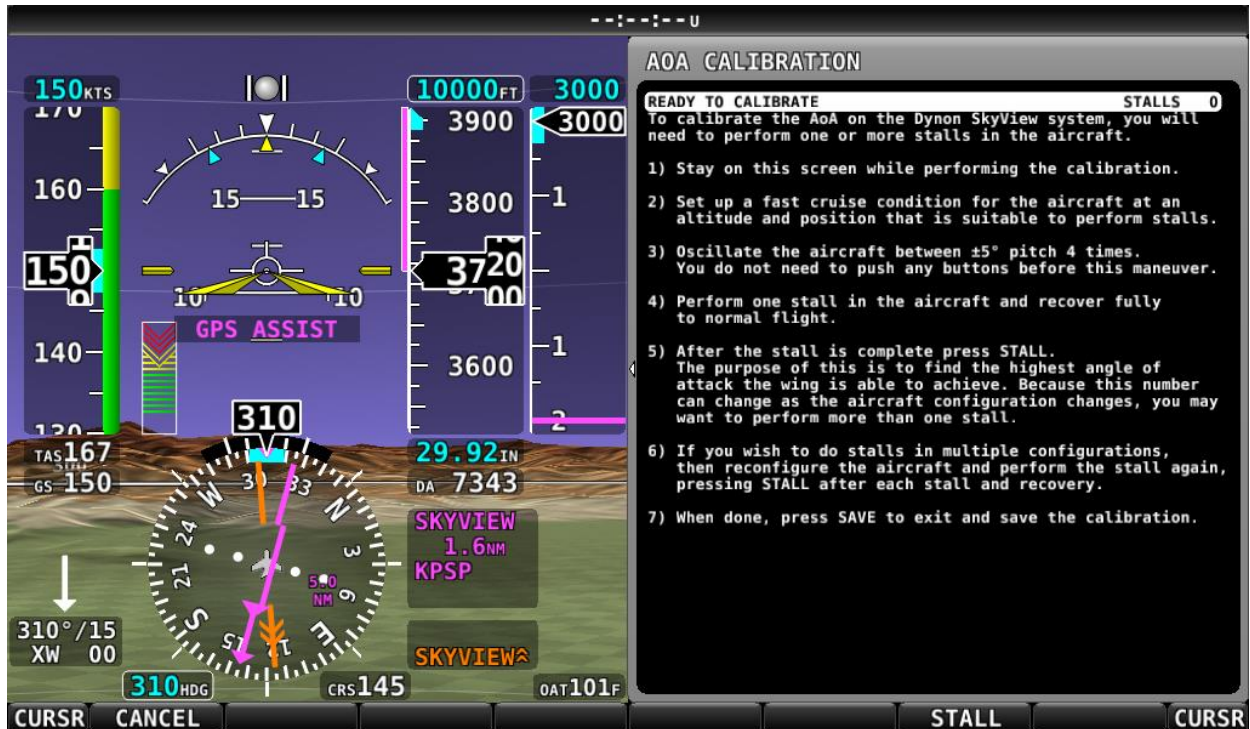 --:--:--U
150KTS
170
160
150
140
130
TAS167
GS 150
15 15
10 10
GPS ASSIST
10000FT
3900
3800
3720
00
3600
29.92IN
DA 7343
3000
3000
1
1
2
310
30
33
N
3
6
E
12
15
S
21
24
W
5.0
NM
SKYVIEW
1.6NM
KPSP
SKYVIEW
310°/15
XW 00
310HDG
CRS145
OAT101F
AOA CALIBRATION
READY TO CALIBRATE STALLS 0
To calibrate the AoA on the Dynon SkyView system, you will
need to perform one or more stalls in the aircraft.
1) Stay on this screen while performing the calibration.
2) Set up a fast cruise condition for the aircraft at an
altitude and position that is suitable to perform stalls.
3) Oscillate the aircraft between ±5° pitch 4 times.
You do not need to push any buttons before this maneuver.
4) Perform one stall in the aircraft and recover fully
to normal flight.
5) After the stall is complete press STALL.
The purpose of this is to find the highest angle of
attack the wing is able to achieve. Because this number
can change as the aircraft configuration changes, you may
want to perform more than one stall.
6) If you wish to do stalls in multiple configurations,
then reconfigure the aircraft and perform the stall again,
pressing STALL after each stall and recovery.
7) When done, press SAVE to exit and save the calibration.
CURSR CANCEL STALL CURSR